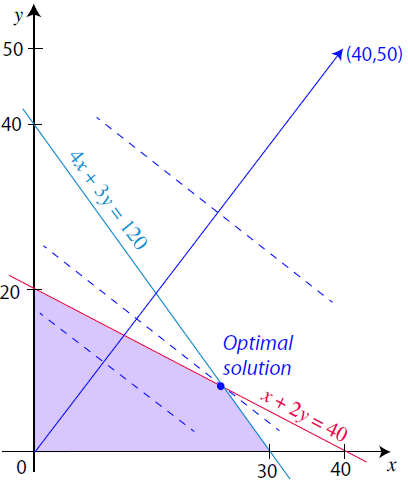 y
50
(40,50)
40
4x + 3y = 120
20
Optimal
solution
x + 2y = 40
0
30
40
x